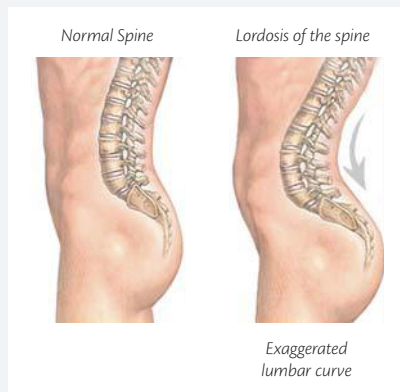 Normal Spine
Lordosis of the spine
Exaggerated
lumbar curve